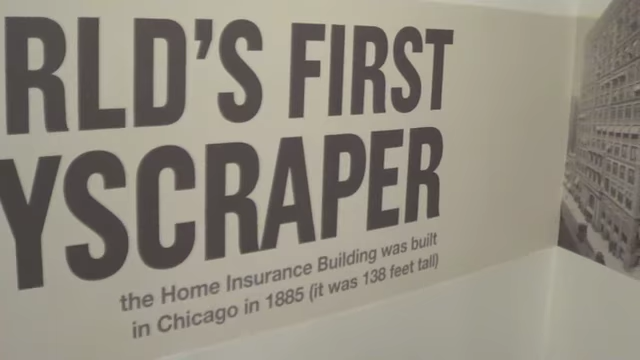 RLD'S FIRST
YSCRAPER
the Home Insurance Building was built
in Chicago in 1885 (it was 138 feet tall)